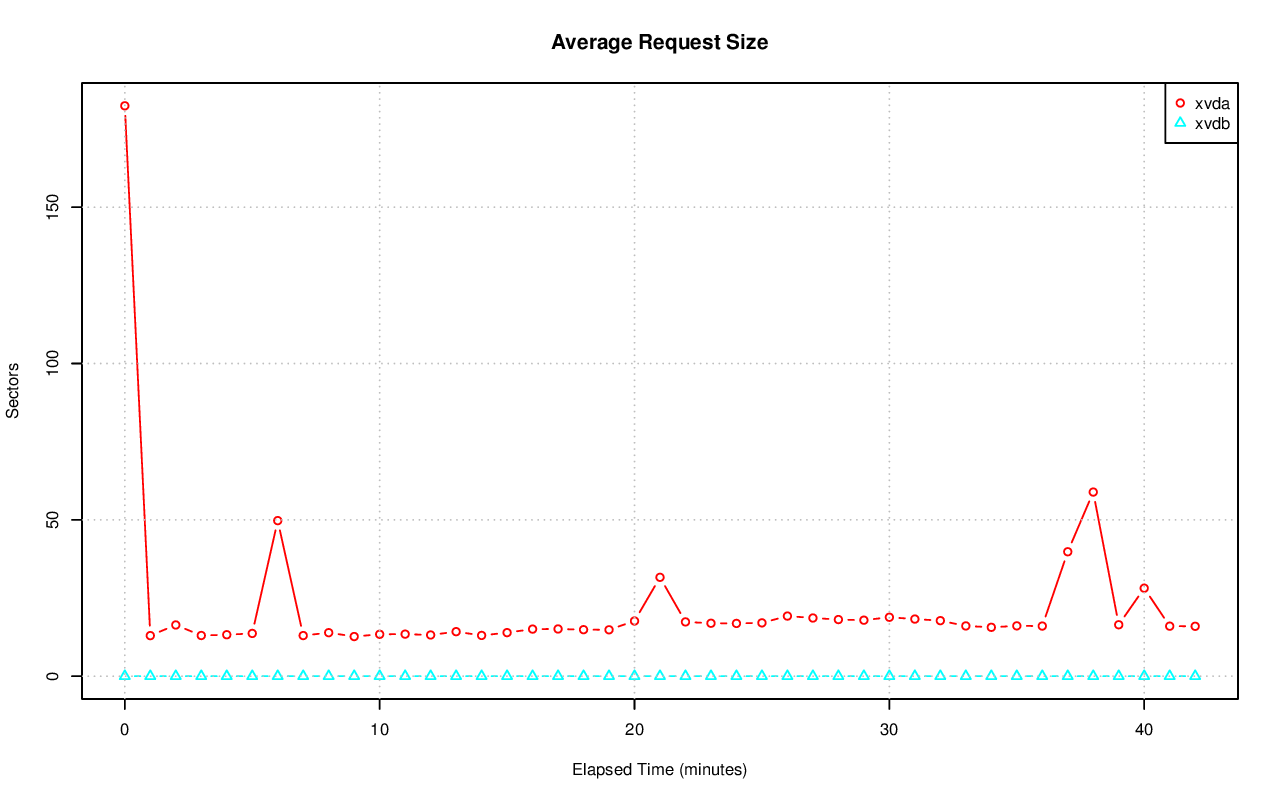 Average Request Size
xvda
xvdb
Sectors
150
100
50
0
0 10 20 30 40
Elapsed Time (minutes)